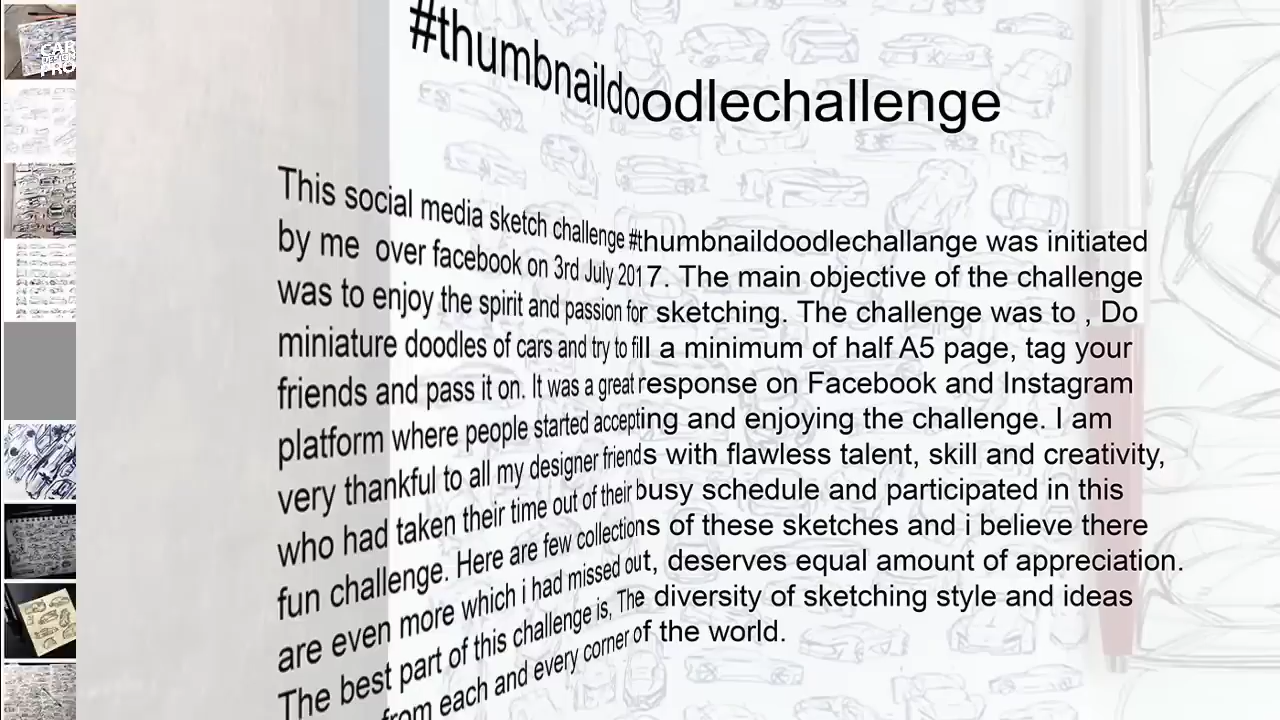 CAR
DESIGN
PRO
#thumbnaildoodlechallenge
This social media sketch challenge #thumbnaildoodlechallange was initiated
by me over facebook on 3rd July 2017. The main objective of the challenge
was to enjoy the spirit and passion for sketching. The challenge was to , Do
miniature doodles of cars and try to fill a minimum of half A5 page, tag your
friends and pass it on. It was a great response on Facebook and Instagram
platform where people started accepting and enjoying the challenge. I am
very thankful to all my designer friends with flawless talent, skill and creativity,
who had taken their time out of their busy schedule and participated in this
fun challenge. Here are few collections of these sketches and i believe there
are even more which i had missed out, deserves equal amount of appreciation.
The best part of this challenge is, The diversity of sketching style and ideas
from each and every corner of the world.